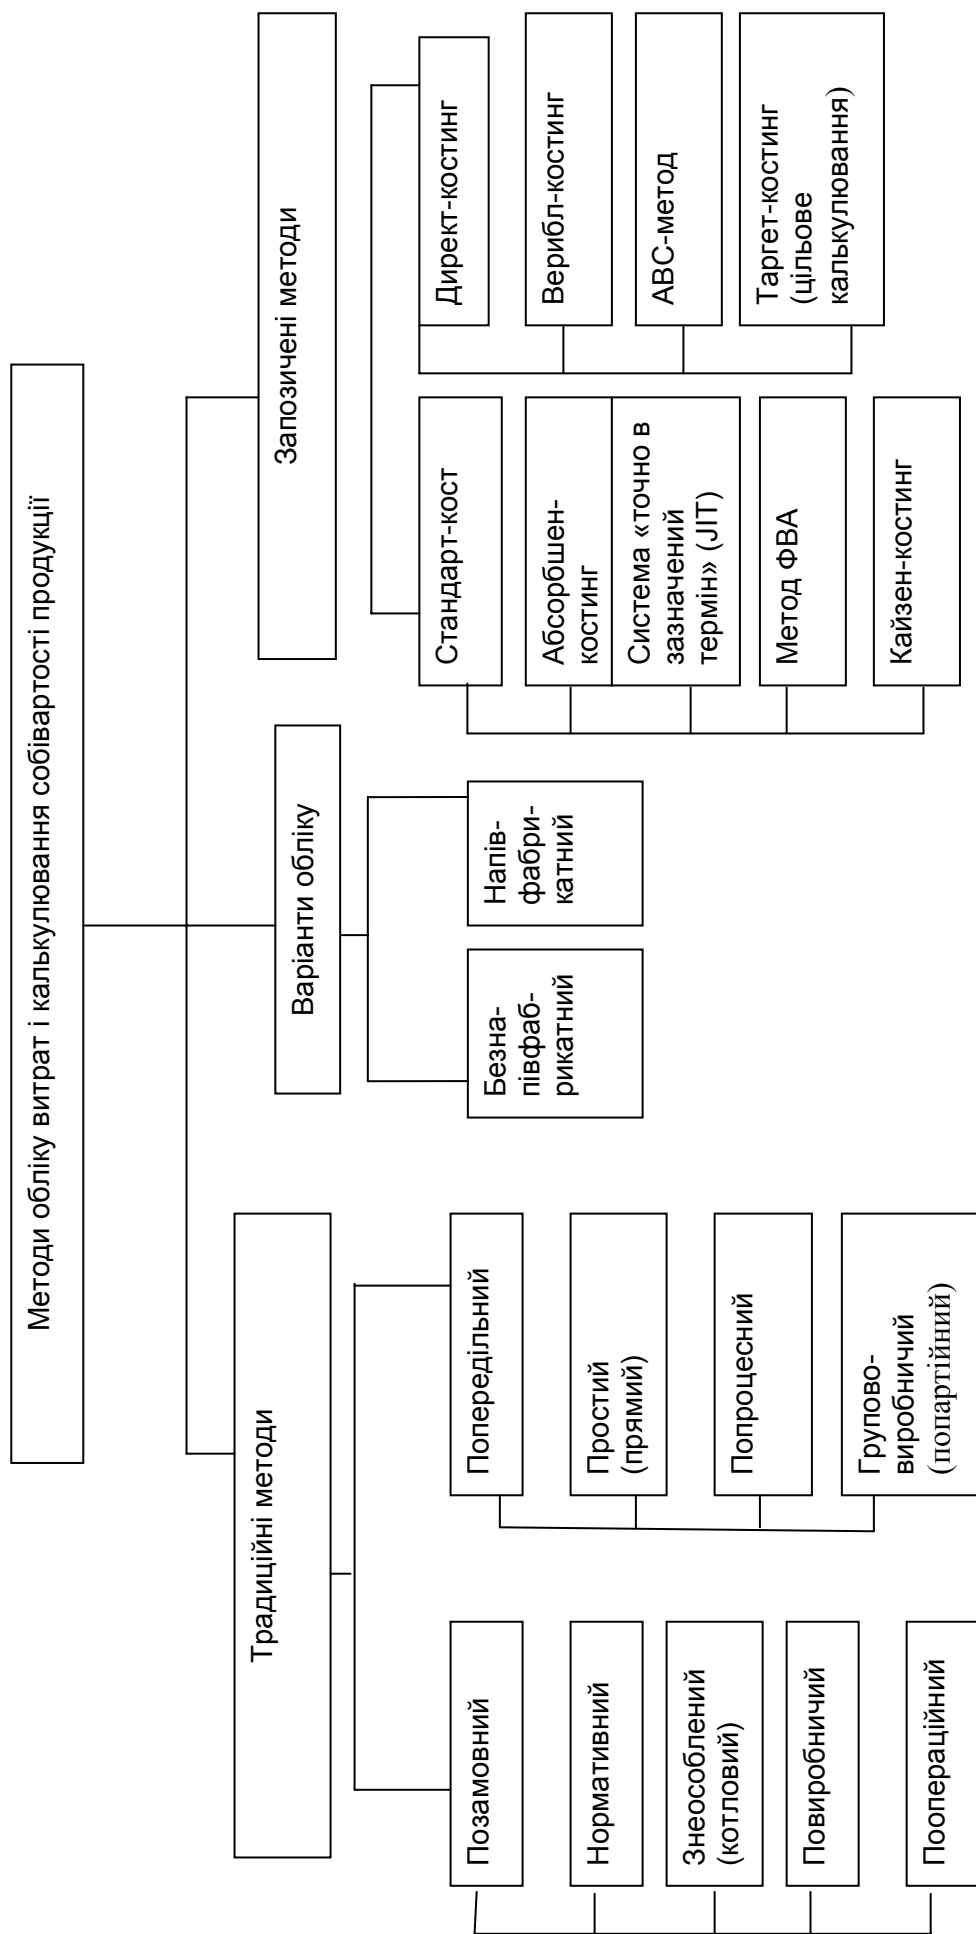 Методи обліку витрат і калькулювання собівартості продукції
Традиційні методи
Варіанти обліку
Запозичені методи
Позамовний
Нормативний
Знеособлений
(котловий)
Повиробничий
Поопераційний
Попередільний
Простий
(прямий)
Попроцесний
Групово-
виробничий
(попартійний)
Безна-
півфаб-
рикатний
Напів-
фабри-
катний
Стандарт-кост
Абсорбшен-
костинг
Система «точно в
зазначений
термін» (JIT)
Метод ФВА
Кайзен-костинг
Директ-костинг
Верибл-костинг
АВС-метод
Таргет-костинг
(цільове
калькулювання)